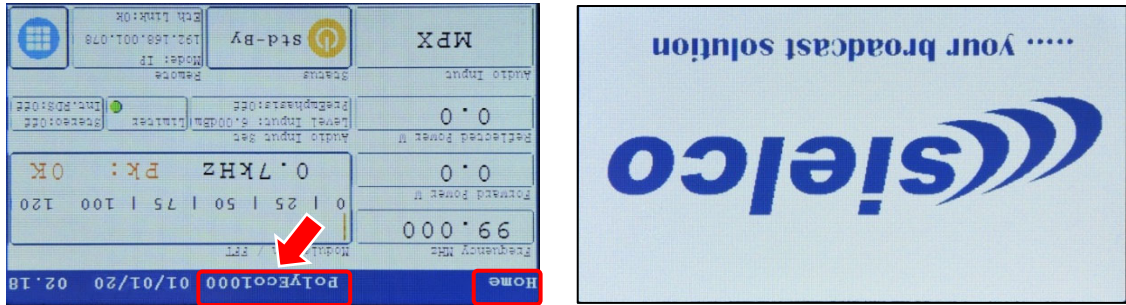 Home PolyEco1000 01/01/20 02.18
Frequency MHz
99.000
Forward Power W
0.0
Reflected Power W
0.0
Audio Input
MPX
/ FFT
0 | 25 | 50 | 75 | 100 120
0.7kHz Pk: OK
Audio Input Set
Level Input: 6.00dBm Limiter Stereo:Off
PreEmphasis:Off Int.RDS:Off
Status
Std-By
Remote
Mode: IP
192.168.001.078
Eth Link:Ok
sielco
..... your broadcast solution